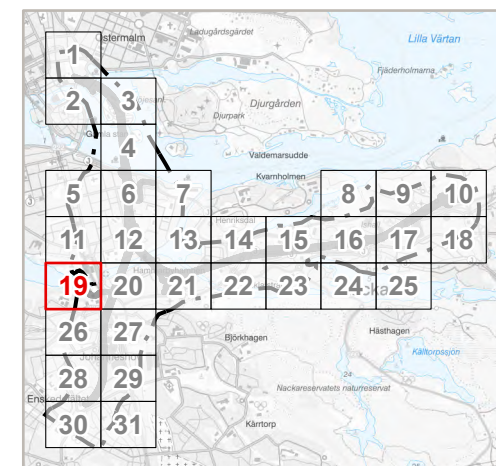 Östermalm
Ladugårdsgärdet
Lilla Värtan
1
Fjäderholmarna
2
3
Djurgården
Djurpark
4
Valdemarsudde
Kvarnholmen
5
6
7
8
9
10
Henriksdal
11
12
13
14
15
16
17
18
19
20
21
22
23
24
25
26
27
Björkhagen
Hästhagen
Källtorpssjön
28
29
24
Nackareservatets naturreservat
30
31
Kärrtorp